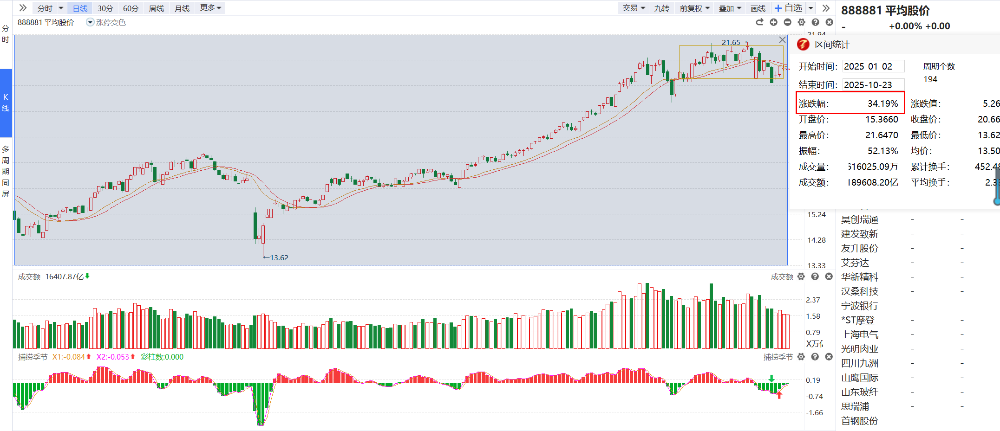 分时 日线 30分 60分 周线 月线 更多 交易 九转 前复权 叠加 画线 自选
888881 平均股价
888881 平均股价 涨停变色
- +0.00% +0.00
分时
K线
多周期同屏
21.94
21.65
13.62
15.24
14.28
13.33
区间统计
开始时间: 2025-01-02 周期个数
194
结束时间: 2025-10-23
涨跌幅: 34.19% 涨跌值: 5.26
开盘价: 15.3660 收盘价: 20.66
最高价: 21.6470 最低价: 13.62
振幅: 52.13% 均价: 13.50
成交量: 616025.09万 累计换手: 452.48
成交额: 189608.20亿 平均换手: 2.3
成交额 16407.87亿 成交额
2.37
1.58
0.79
X万亿
捕捞季节 X1:-0.084 X2:-0.053 彩柱数:0.000 捕捞季节
0.19
-0.74
-1.66
昊创瑞通 - -
建发致新 - -
友升股份 - -
艾芬达 - -
华新精科 - -
汉桑科技 - -
宁波银行 - -
*ST摩登 - -
上海电气 - -
光明肉业 - -
四川九洲 - -
山鹰国际 - -
山东玻纤 - -
思瑞浦 - -
首钢股份 - -